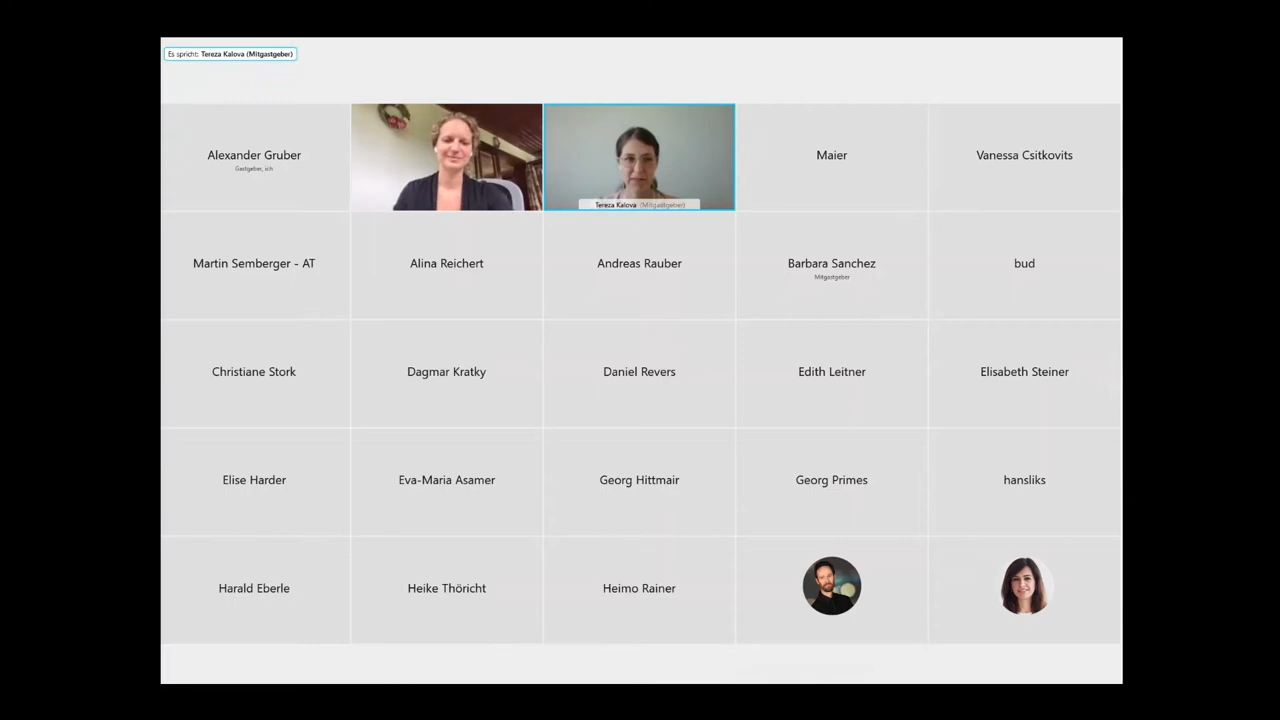 Es spricht: Tereza Kalova (Mitgastgeber)
Alexander Gruber
Gastgeber, ich
Tereza Kalova (Mitgastgeber)
Maier
Vanessa Csitkovits
Martin Semberger - AT
Alina Reichert
Andreas Rauber
Barbara Sanchez
Mitgastgeber
bud
Christiane Stork
Dagmar Kratky
Daniel Revers
Edith Leitner
Elisabeth Steiner
Elise Harder
Eva-Maria Asamer
Georg Hittmair
Georg Primes
hansliks
Harald Eberle
Heike Thöricht
Heimo Rainer